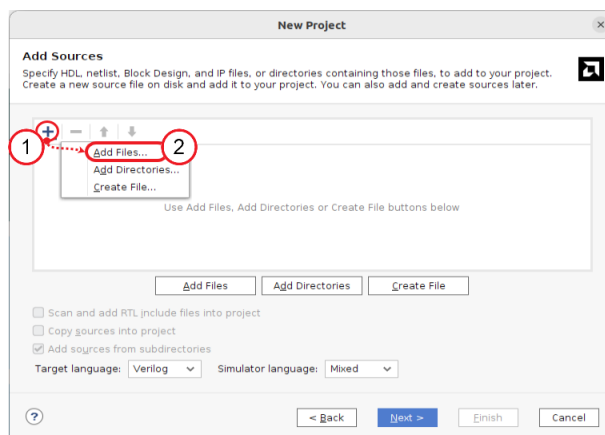 New Project
Add Sources
Specify HDL, netlist, Block Design, and IP files, or directories containing those files, to add to your project.
Create a new source file on disk and add it to your project. You can also add and create sources later.
1
Add Files...
2
Add Directories...
Create File...
Use Add Files, Add Directories or Create File buttons below
Add Files
Add Directories
Create File
Scan and add RTL include files into project
Copy sources into project
Add sources from subdirectories
Target language: Verilog
Simulator language: Mixed
?
< Back
Next >
Finish
Cancel